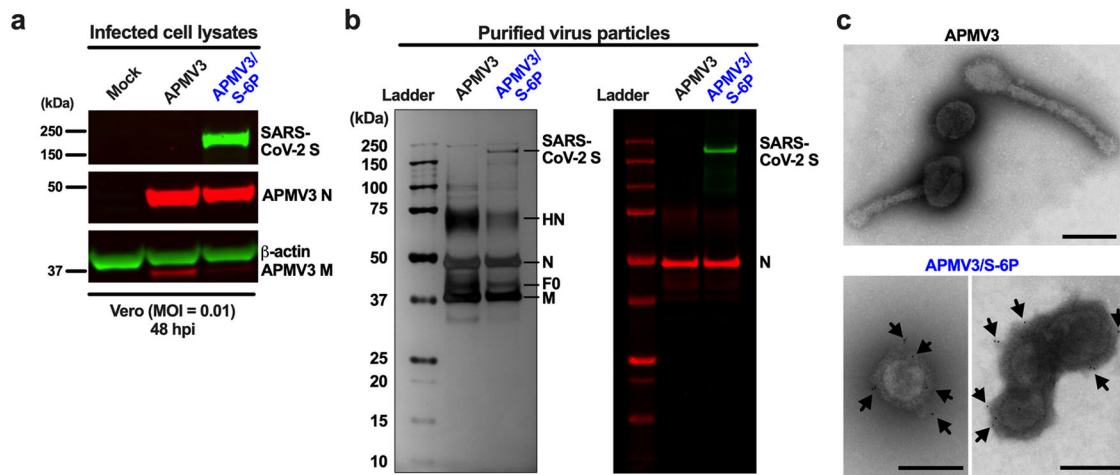 a
Infected cell lysates
Mock
APMV3
APMV3/
S-6P
(kDa)
250
150
SARS-
CoV-2 S
50
APMV3 N
β-actin
37
APMV3 M
Vero (MOI = 0.01)
48 hpi
b
Purified virus particles
Ladder
APMV3
APMV3/
S-6P
(kDa)
250
150
100
75
50
37
25
20
15
10
SARS-
CoV-2 S
HN
N
F0
M
Ladder
APMV3
APMV3/
S-6P
SARS-
CoV-2 S
N
c
APMV3
APMV3/S-6P